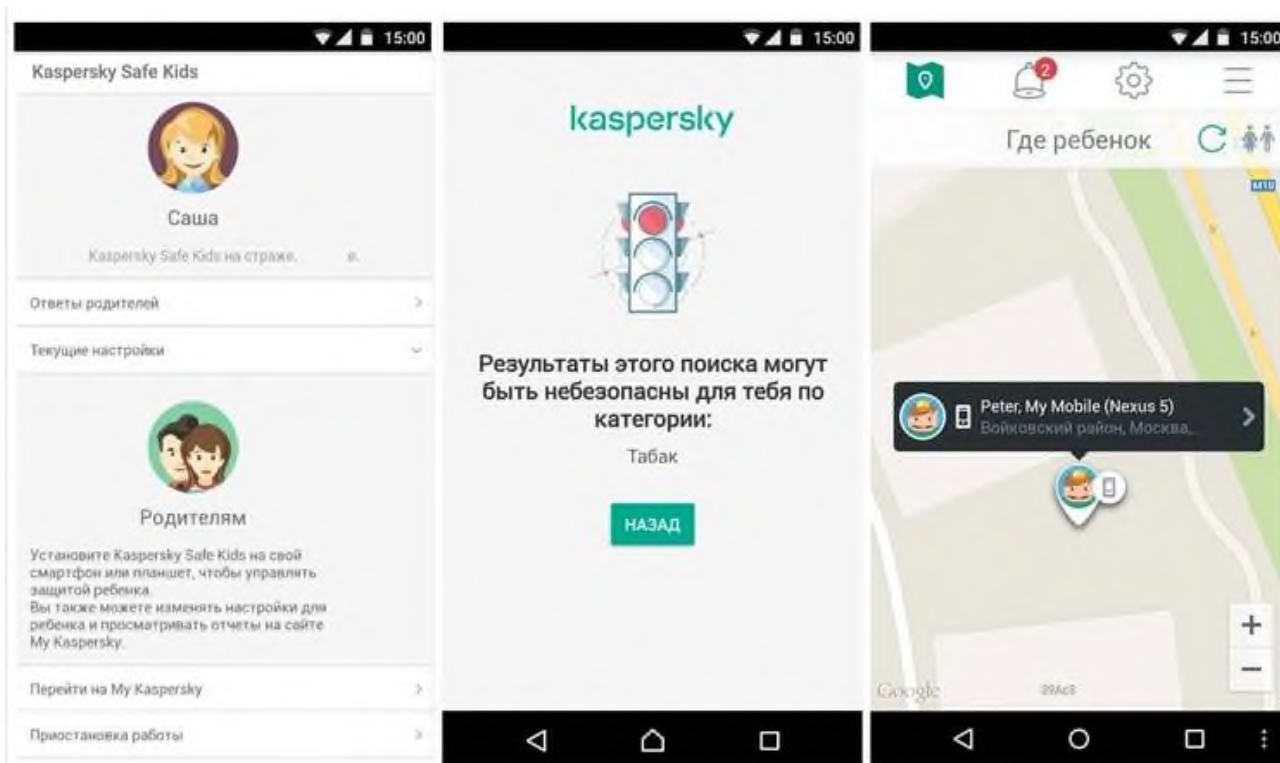 15:00
Kaspersky Safe Kids
Саша
Kaspersky Safe Kids на страже.
Ответы родителей
Текущие настройки
Родителям
Установите Kaspersky Safe Kids на свой
смартфон или планшет, чтобы управлять
защитой ребенка.
Вы также можете изменять настройки для
ребенка и просматривать отчеты на сайте
My Kaspersky.
Перейти на My Kaspersky
Приостановка работы
15:00
kaspersky
Результаты этого поиска могут
быть небезопасны для тебя по
категории:
Табак
НАЗАД
15:00
2
Где ребенок
M10
Peter, My Mobile (Nexus 5)
Войковский район, Москва,
+
−
Google